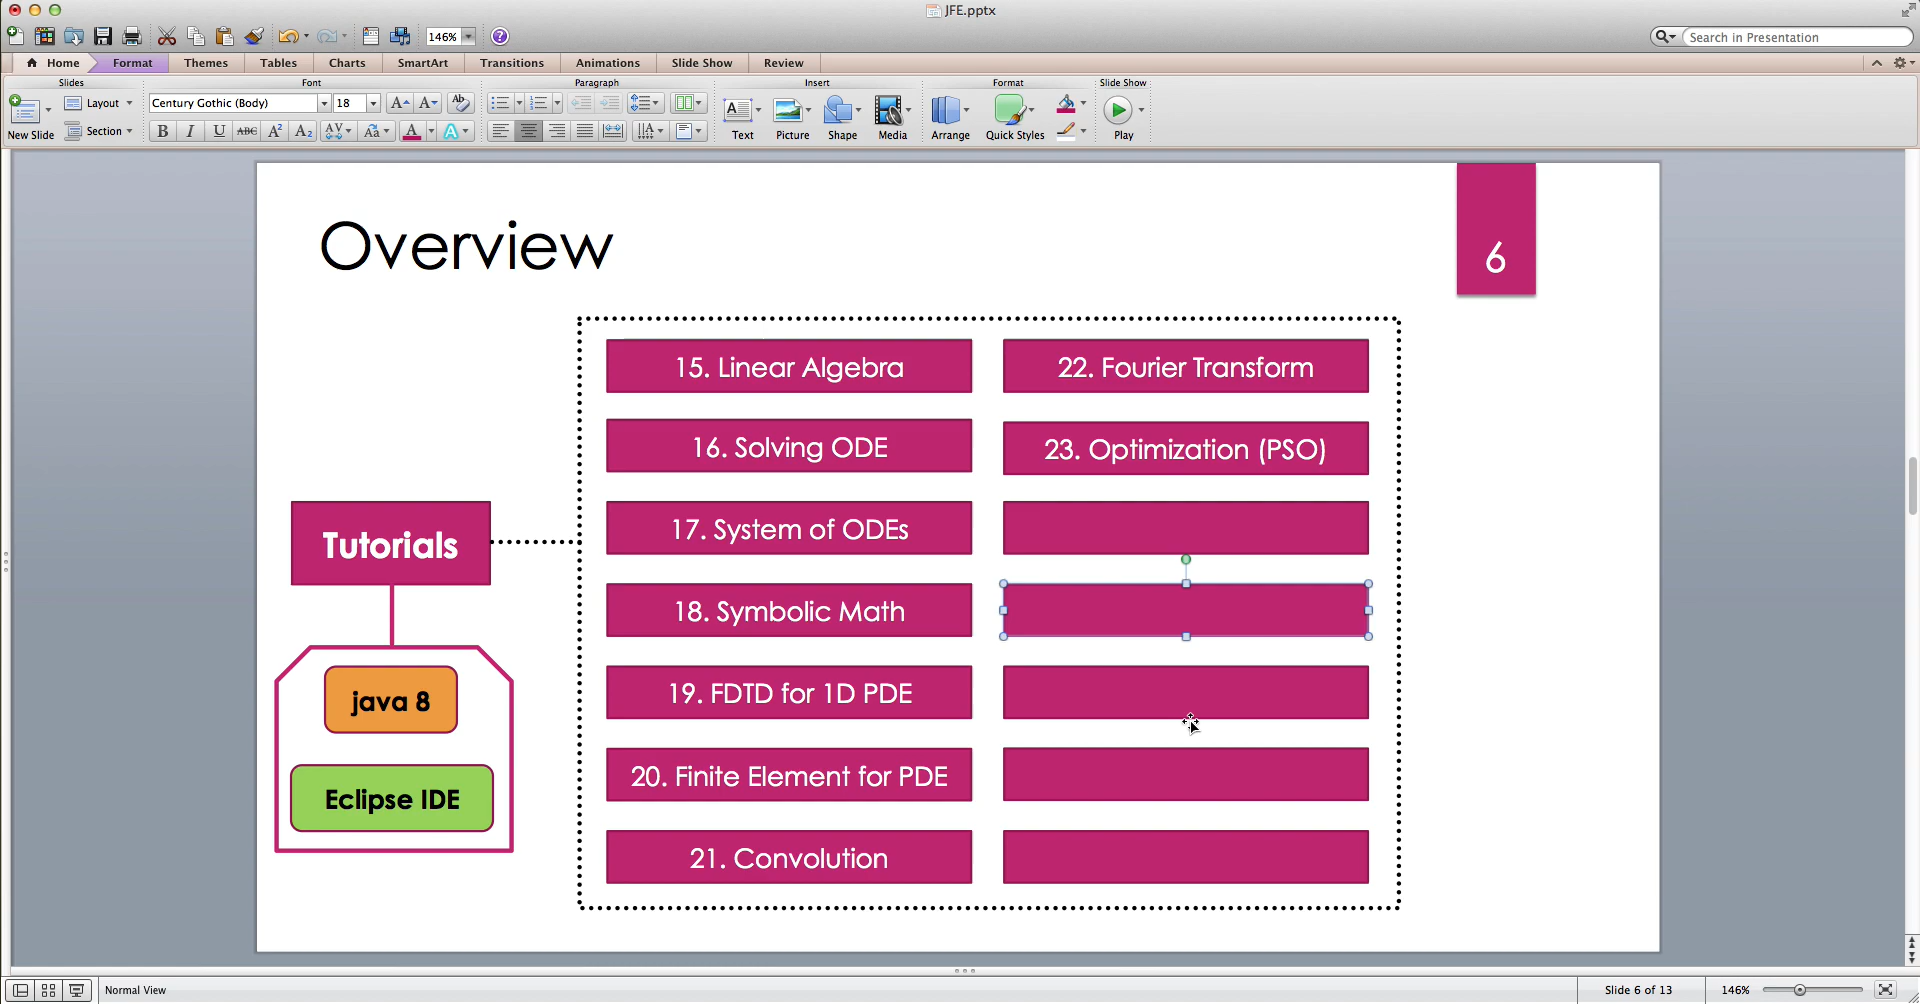 JFE.pptx
146%
Search in Presentation
Home
Format
Themes
Tables
Charts
SmartArt
Transitions
Animations
Slide Show
Review
Slides
Font
Paragraph
Insert
Format
Slide Show
New Slide
Layout
Section
Century Gothic (Body)
18
Text
Picture
Shape
Media
Arrange
Quick Styles
Play
Overview
6
15. Linear Algebra
22. Fourier Transform
16. Solving ODE
23. Optimization (PSO)
17. System of ODEs
Tutorials
18. Symbolic Math
java 8
19. FDTD for 1D PDE
20. Finite Element for PDE
Eclipse IDE
21. Convolution
Normal View
Slide 6 of 13
146%